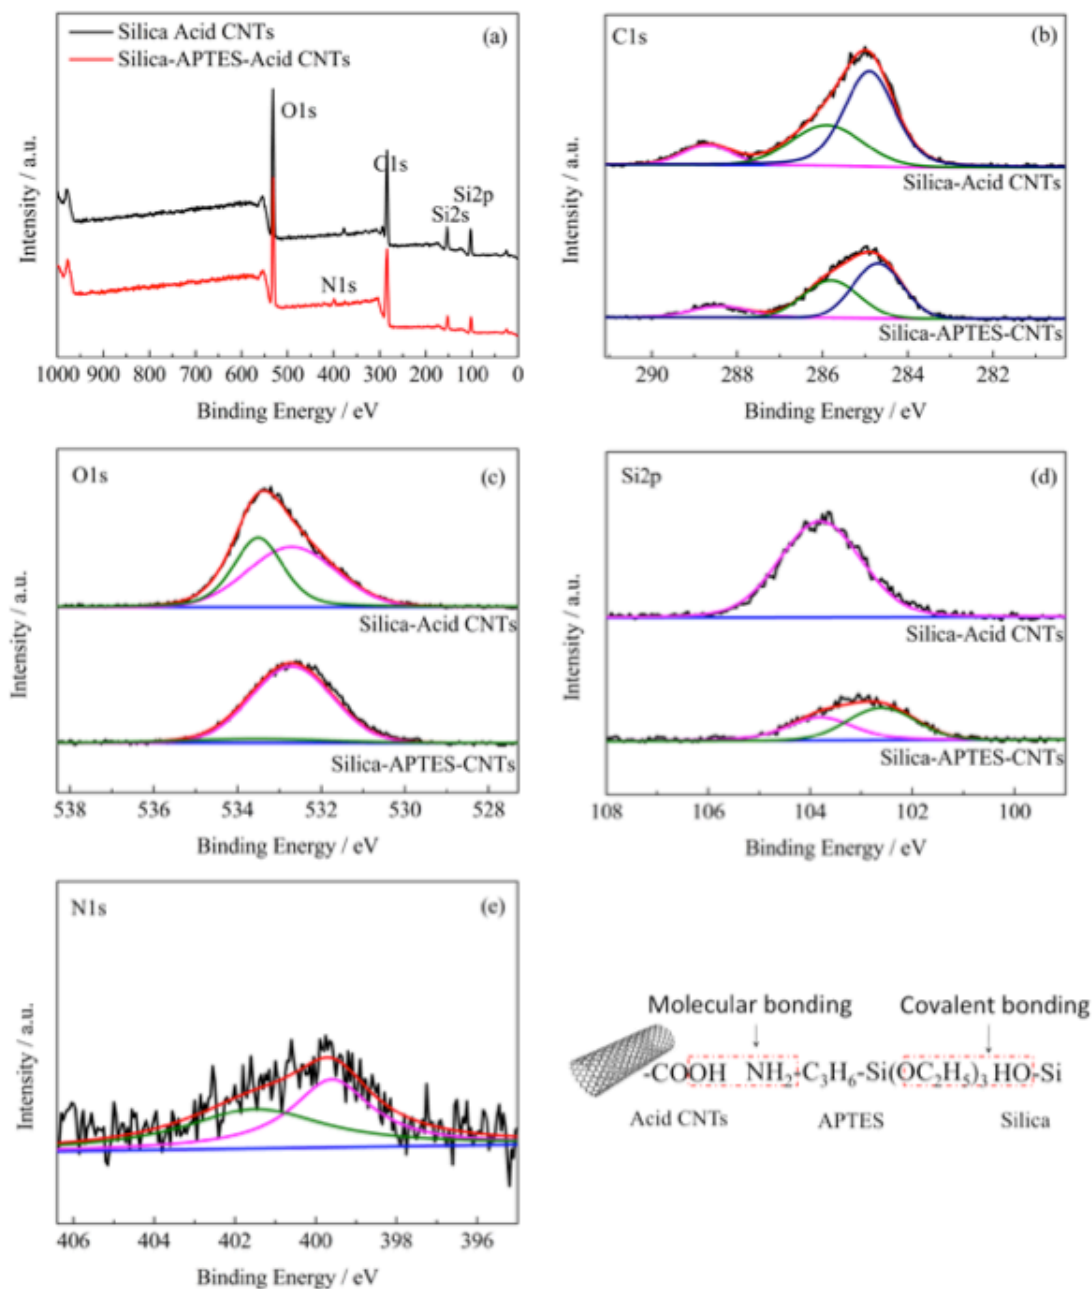 Silica Acid CNTs
Silica-APTES-Acid CNTs
(a)
O1s
C1s
Si2p
Si2s
N1s
Intensity / a.u.
1000 900 800 700 600 500 400 300 200 100 0
Binding Energy / eV
C1s
(b)
Silica-Acid CNTs
Silica-APTES-CNTs
Intensity / a.u.
290 288 286 284 282
Binding Energy / eV
O1s
(c)
Silica-Acid CNTs
Silica-APTES-CNTs
Intensity / a.u.
538 536 534 532 530 528
Binding Energy / eV
Si2p
(d)
Silica-Acid CNTs
Silica-APTES-CNTs
Intensity / a.u.
108 106 104 102 100
Binding Energy / eV
N1s
(e)
Intensity / a.u.
406 404 402 400 398 396
Binding Energy / eV
Molecular bonding Covalent bonding
-COOH NH₂-C₃H₆-Si(OC₂H₅)₃ HO-Si
Acid CNTs APTES Silica